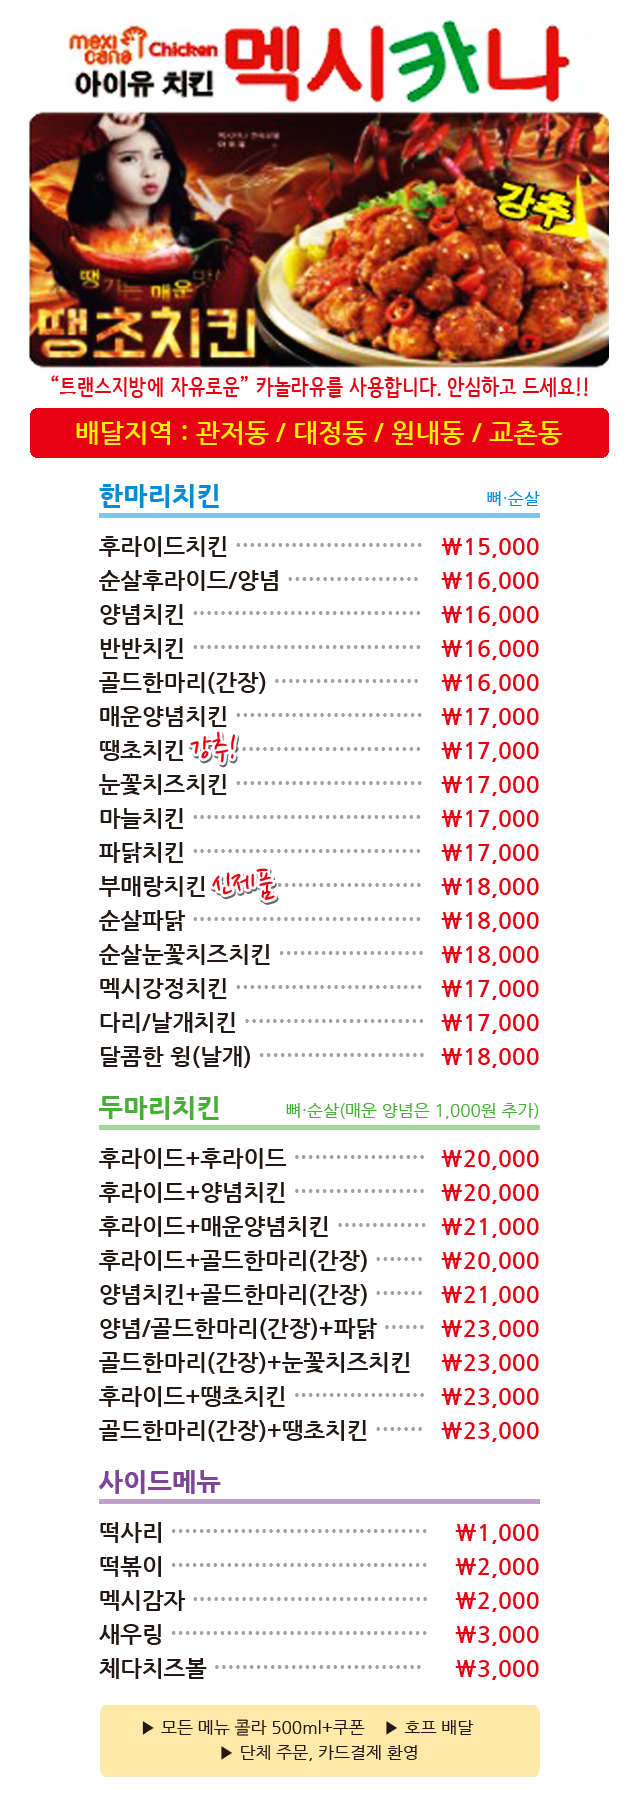 mexi cana Chicken
아이유 치킨
멕시카나
강추
땡기는 매운맛
땡초치킨
“트랜스지방에 자유로운” 카놀라유를 사용합니다. 안심하고 드세요!!
배달지역 : 관저동 / 대정동 / 원내동 / 교촌동
한마리치킨 뼈·순살
후라이드치킨 ₩15,000
순살후라이드/양념 ₩16,000
양념치킨 ₩16,000
반반치킨 ₩16,000
골드한마리(간장) ₩16,000
매운양념치킨 ₩17,000
땡초치킨 강추! ₩17,000
눈꽃치즈치킨 ₩17,000
마늘치킨 ₩17,000
파닭치킨 ₩17,000
부매랑치킨 신제품 ₩18,000
순살파닭 ₩18,000
순살눈꽃치즈치킨 ₩18,000
멕시강정치킨 ₩17,000
다리/날개치킨 ₩17,000
달콤한 윙(날개) ₩18,000
두마리치킨 뼈·순살(매운 양념은 1,000원 추가)
후라이드+후라이드 ₩20,000
후라이드+양념치킨 ₩20,000
후라이드+매운양념치킨 ₩21,000
후라이드+골드한마리(간장) ₩20,000
양념치킨+골드한마리(간장) ₩21,000
양념/골드한마리(간장)+파닭 ₩23,000
골드한마리(간장)+눈꽃치즈치킨 ₩23,000
후라이드+땡초치킨 ₩23,000
골드한마리(간장)+땡초치킨 ₩23,000
사이드메뉴
떡사리 ₩1,000
떡볶이 ₩2,000
멕시감자 ₩2,000
새우링 ₩3,000
체다치즈볼 ₩3,000
▶ 모든 메뉴 콜라 500ml+쿠폰 ▶ 호프 배달
▶ 단체 주문, 카드결제 환영